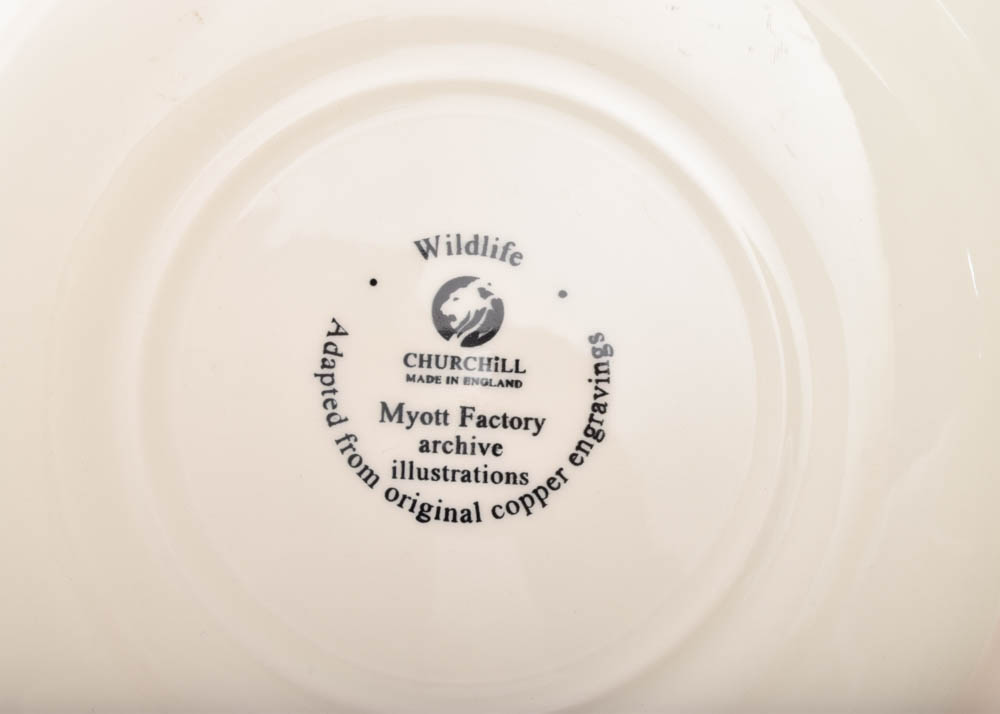 Wildlife
CHURCHiLL
MADE IN ENGLAND
Myott Factory
archive
illustrations
Adapted from original copper engravings